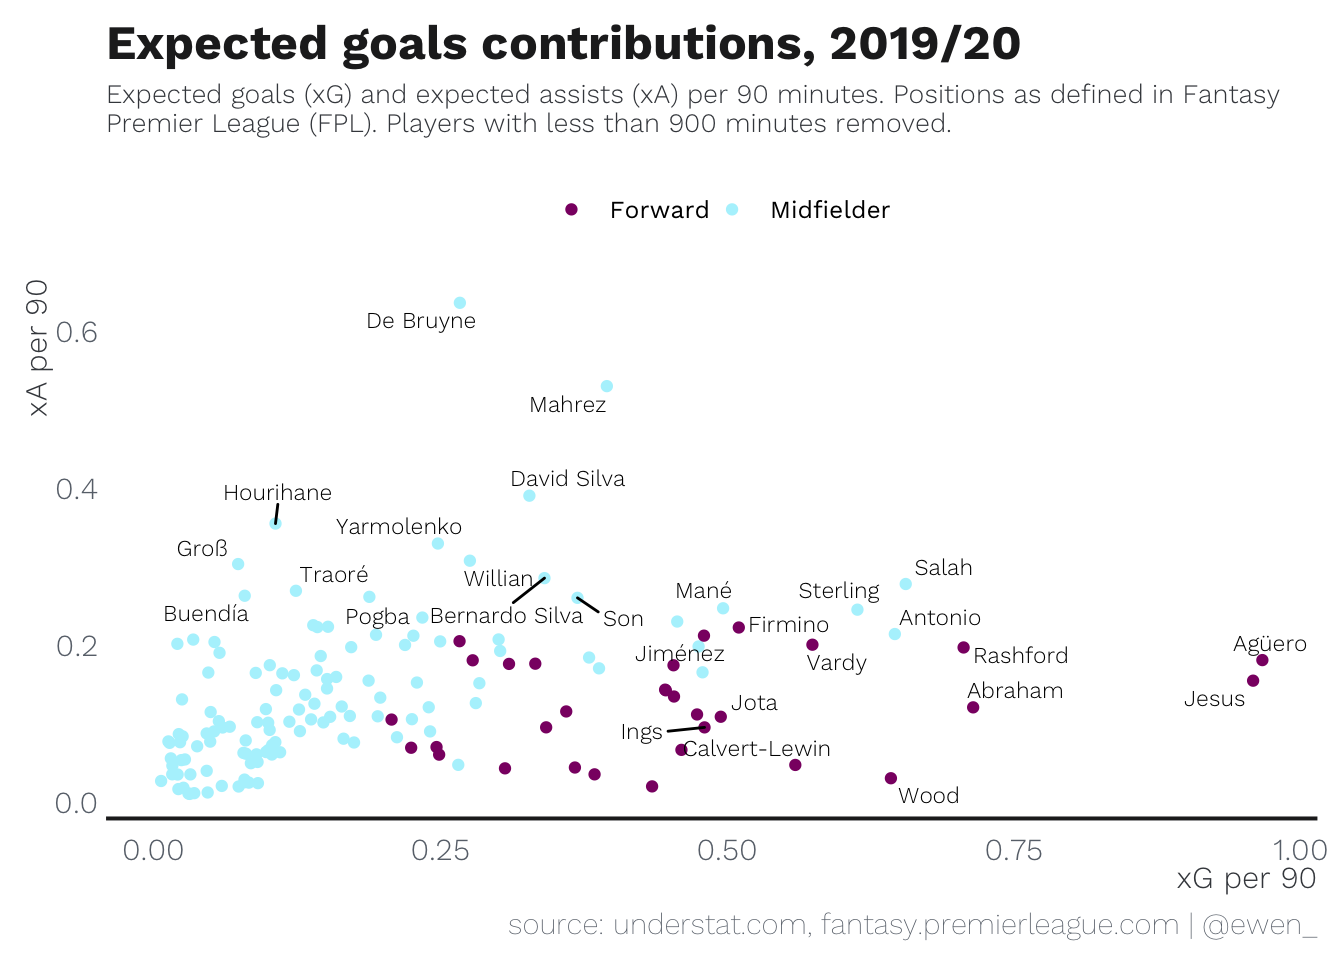 Expected goals contributions, 2019/20
Expected goals (xG) and expected assists (xA) per 90 minutes. Positions as defined in Fantasy
Premier League (FPL). Players with less than 900 minutes removed.
Forward
Midfielder
xA per 90
0.6
0.4
0.2
0.0
De Bruyne
Mahrez
David Silva
Hourihane
Yarmolenko
Groß
Traoré
Willian
Salah
Buendía
Pogba
Bernardo Silva
Son
Mané
Sterling
Antonio
Firmino
Jiménez
Vardy
Rashford
Agüero
Abraham
Jesus
Jota
Ings
Calvert-Lewin
Wood
0.00
0.25
0.50
0.75
1.00
xG per 90
source: understat.com, fantasy.premierleague.com | @ewen_